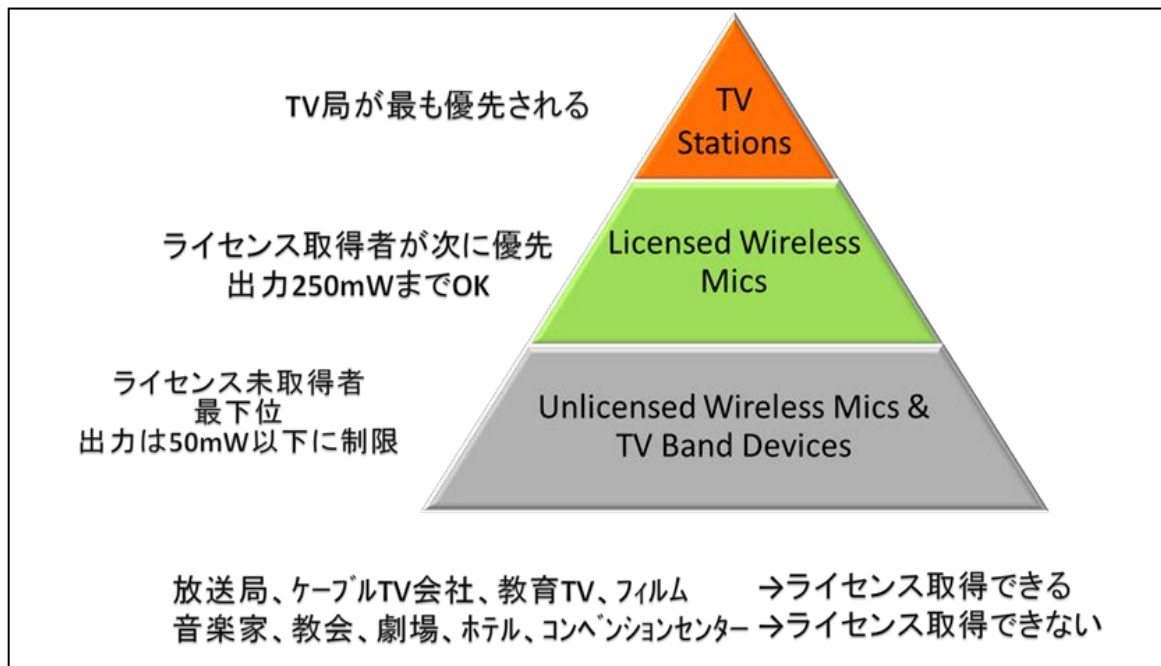 TV局が最も優先される
TV
Stations
ライセンス取得者が次に優先
出力250mWまでOK
Licensed Wireless
Mics
ライセンス未取得者
最下位
出力は50mW以下に制限
Unlicensed Wireless Mics &
TV Band Devices
放送局、ケーブルTV会社、教育TV、フィルム →ライセンス取得できる
音楽家、教会、劇場、ホテル、コンベンションセンター →ライセンス取得できない